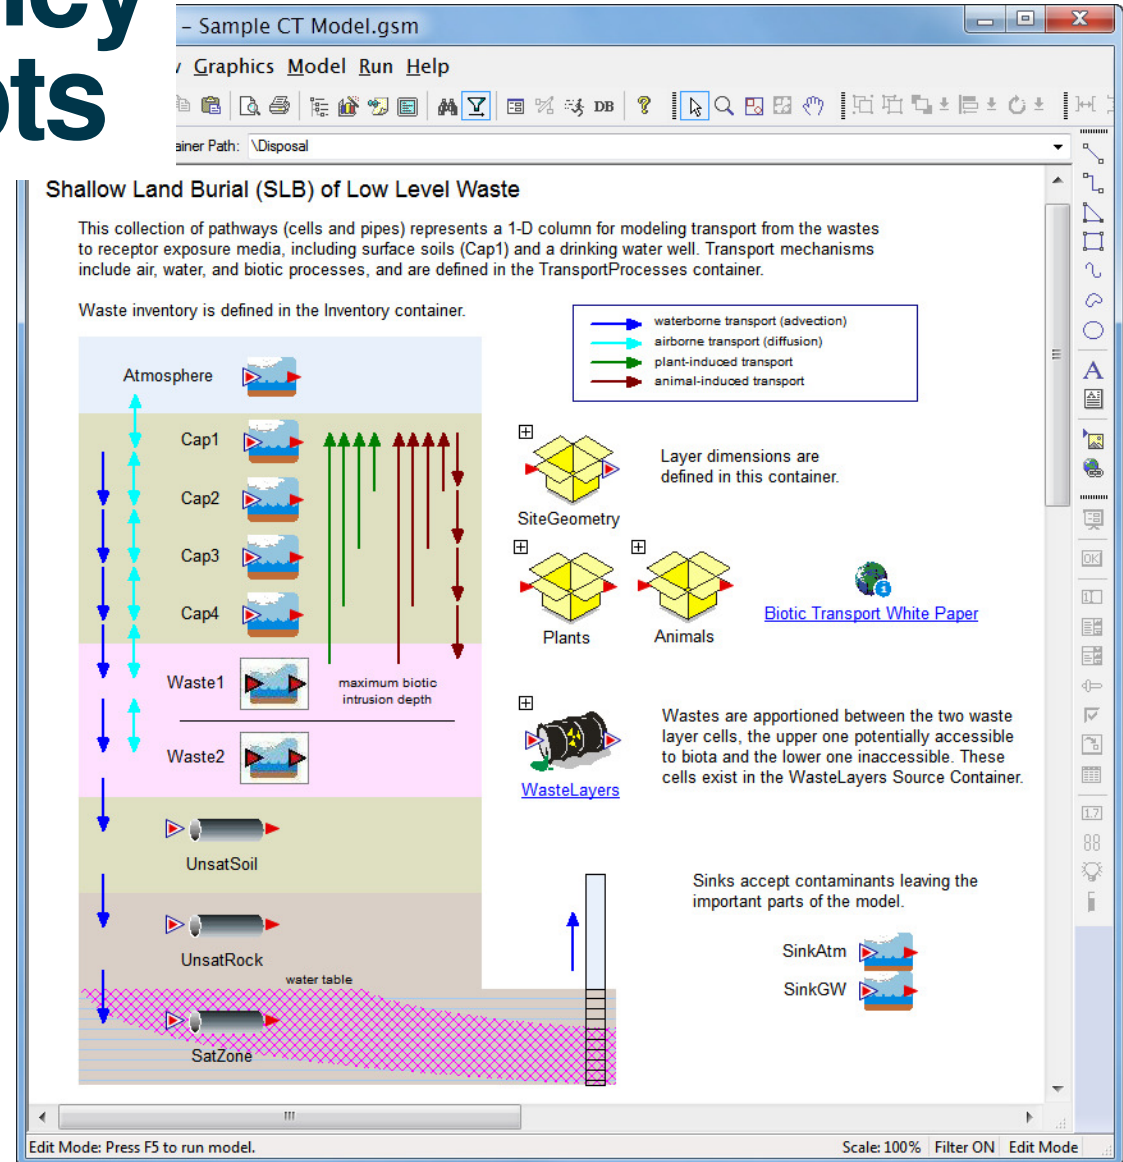 ots
– Sample CT Model.gsm
Graphics Model Run Help
DB
Path: \Disposal
Shallow Land Burial (SLB) of Low Level Waste
This collection of pathways (cells and pipes) represents a 1-D column for modeling transport from the wastes
to receptor exposure media, including surface soils (Cap1) and a drinking water well. Transport mechanisms
include air, water, and biotic processes, and are defined in the TransportProcesses container.
Waste inventory is defined in the Inventory container.
waterborne transport (advection)
airborne transport (diffusion)
plant-induced transport
animal-induced transport
Atmosphere
Cap1
Cap2
Cap3
Cap4
Layer dimensions are
defined in this container.
SiteGeometry
Plants
Animals
Biotic Transport White Paper
Waste1
maximum biotic
intrusion depth
Waste2
WasteLayers
Wastes are apportioned between the two waste
layer cells, the upper one potentially accessible
to biota and the lower one inaccessible. These
cells exist in the WasteLayers Source Container.
UnsatSoil
UnsatRock
water table
SatZone
Sinks accept contaminants leaving the
important parts of the model.
SinkAtm
SinkGW
A
OK
1.7
88
Edit Mode: Press F5 to run model.
Scale: 100% Filter ON Edit Mode